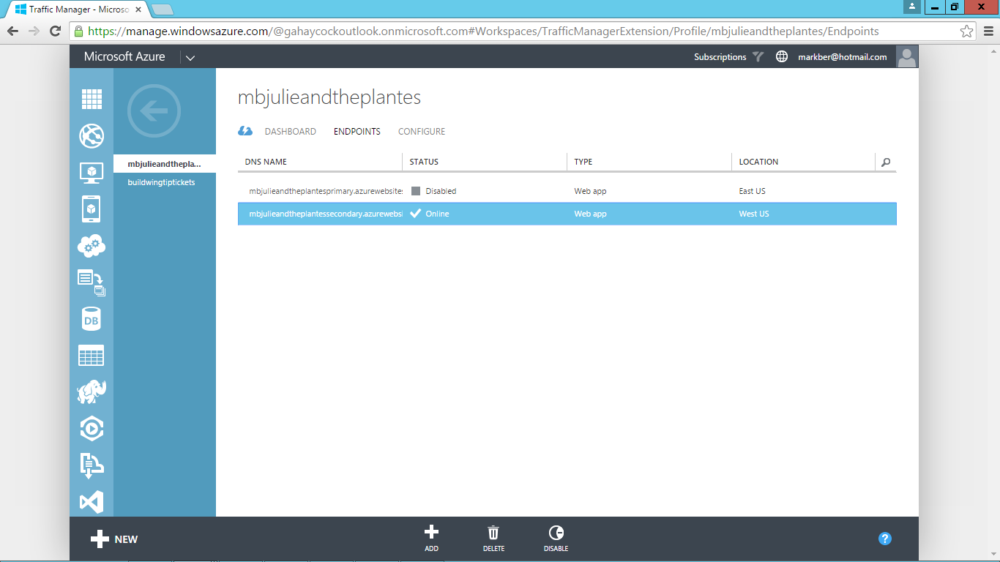 Traffic Manager - Microso
https://manage.windowsazure.com/@gahaycockoutlook.onmicrosoft.com#Workspaces/TrafficManagerExtension/Profile/mbjulieandtheplantes/Endpoints
Microsoft Azure
Subscriptions
markber@hotmail.com
mbjulieandthepla...
buildwingtiptickets
DB
mbjulieandtheplantes
DASHBOARD ENDPOINTS CONFIGURE
DNS NAME STATUS TYPE LOCATION
mbjulieandtheplantesprimary.azurewebsites Disabled Web app East US
mbjulieandtheplantessecondary.azurewebsi Online Web app West US
NEW
ADD DELETE DISABLE
?